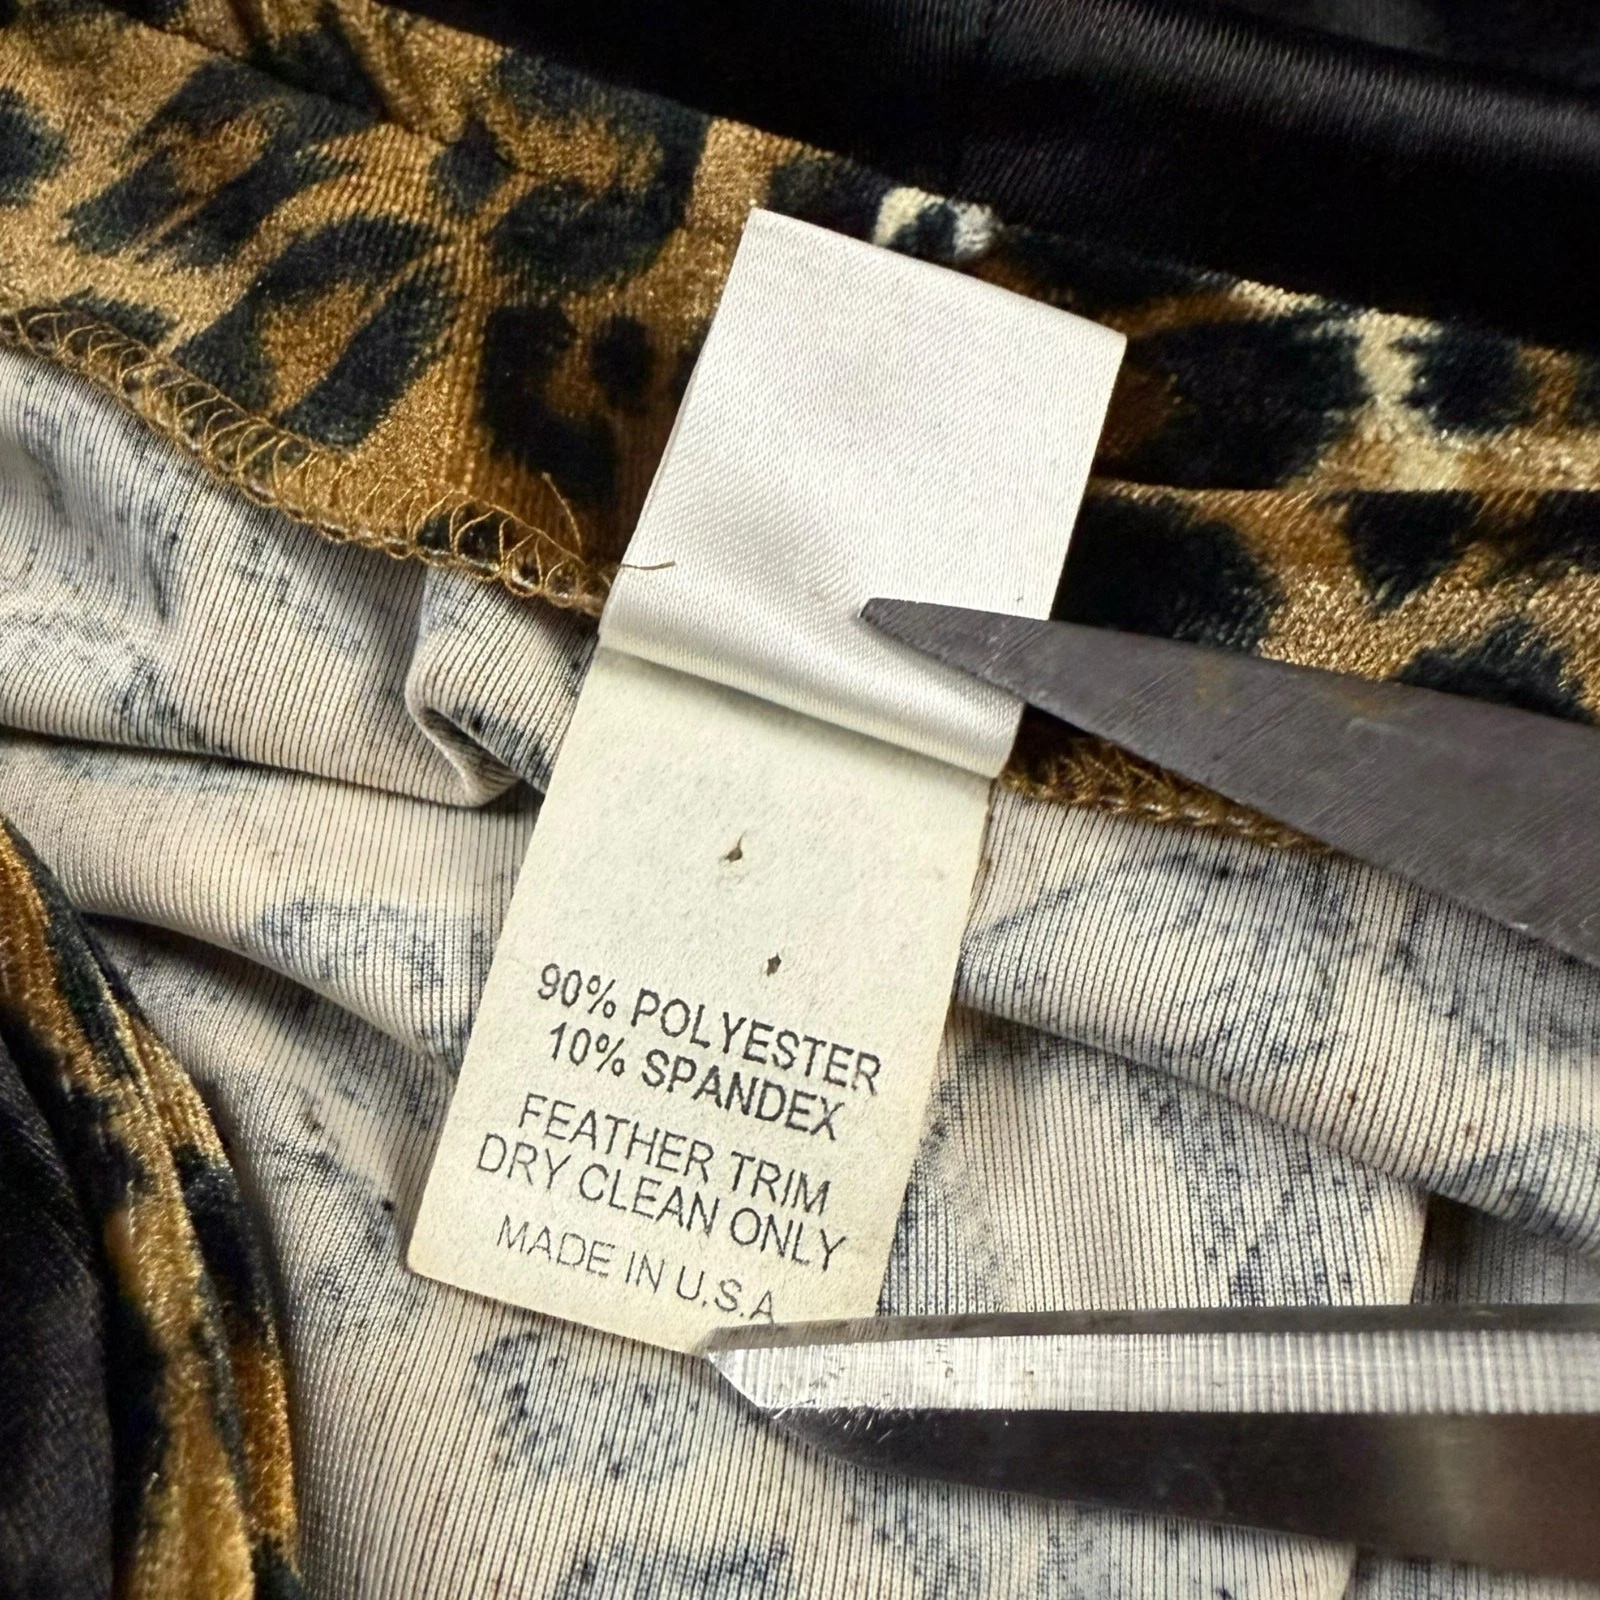 90% POLYESTER
10% SPANDEX
FEATHER TRIM
DRY CLEAN ONLY
MADE IN U.S.A